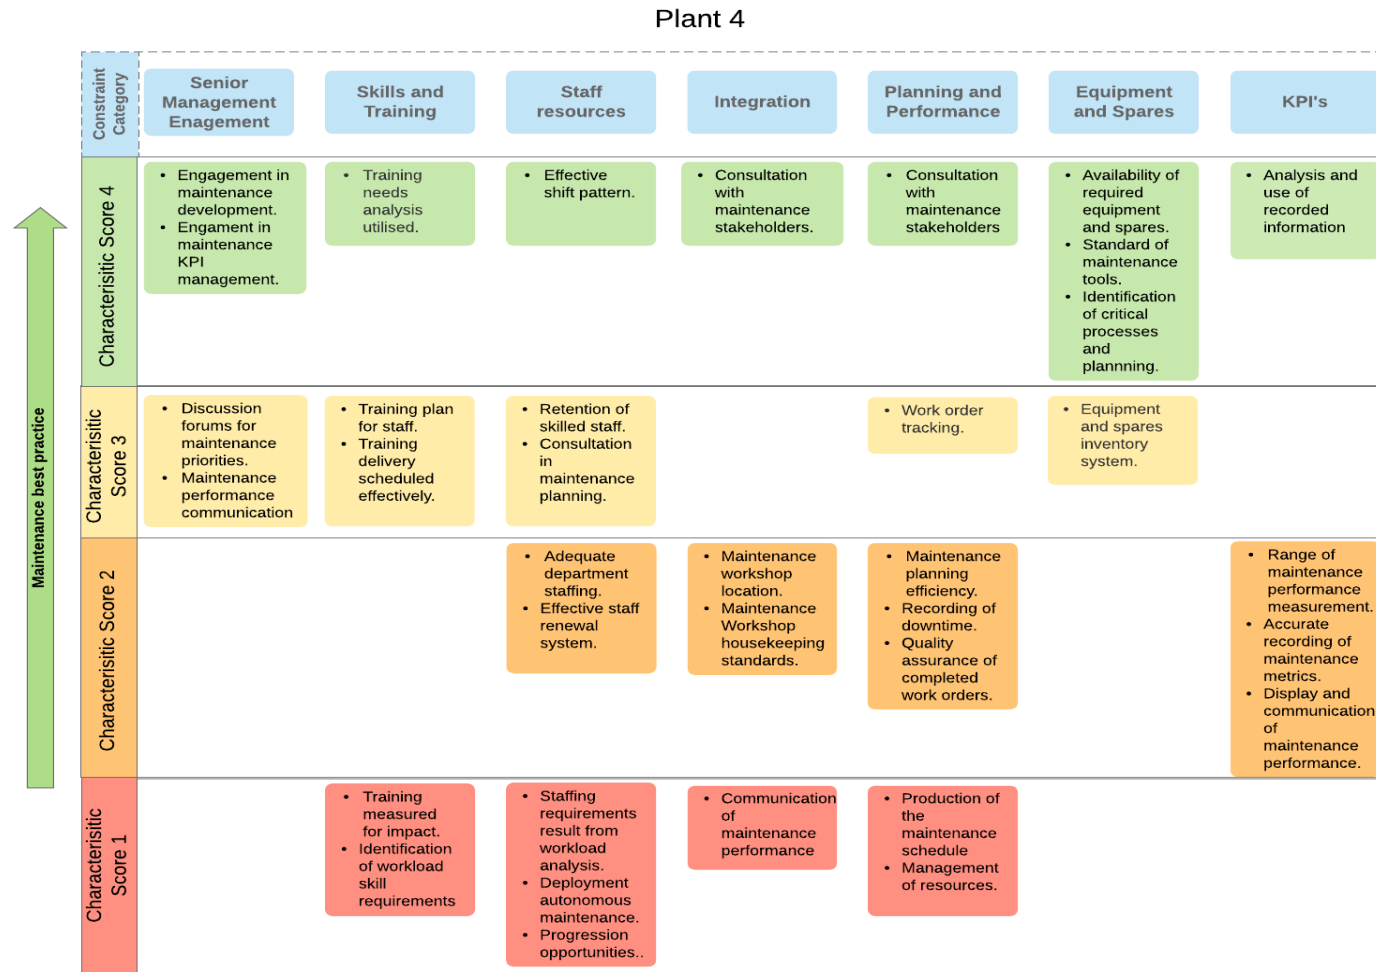 Plant 4
Constraint
Category
Senior
Management
Enagement
Skills and
Training
Staff
resources
Integration
Planning and
Performance
Equipment
and Spares
KPI's
Maintenance best practice
Characterisitic Score 4
• Engagement in
maintenance
development.
• Engament in
maintenance
KPI
management.
• Training
needs
analysis
utilised.
• Effective
shift pattern.
• Consultation
with
maintenance
stakeholders.
• Consultation
with
maintenance
stakeholders
• Availability of
required
equipment
and spares.
• Standard of
maintenance
tools.
• Identification
of critical
processes
and
plannning.
• Analysis and
use of
recorded
information
Characterisitic
Score 3
• Discussion
forums for
maintenance
priorities.
• Maintenance
performance
communication
• Training plan
for staff.
• Training
delivery
scheduled
effectively.
• Retention of
skilled staff.
• Consultation
in
maintenance
planning.
• Work order
tracking.
• Equipment
and spares
inventory
system.
Characterisitic Score 2
• Adequate
department
staffing.
• Effective staff
renewal
system.
• Maintenance
workshop
location.
• Maintenance
Workshop
housekeeping
standards.
• Maintenance
planning
efficiency.
• Recording of
downtime.
• Quality
assurance of
completed
work orders.
• Range of
maintenance
performance
measurement.
• Accurate
recording of
maintenance
metrics.
• Display and
communication
of
maintenance
performance.
Characterisitic
Score 1
• Training
measured
for impact.
• Identification
of workload
skill
requirements
• Staffing
requirements
result from
workload
analysis.
• Deployment
autonomous
maintenance.
• Progression
opportunities..
• Communication
of
maintenance
performance
• Production of
the
maintenance
schedule
• Management
of resources.